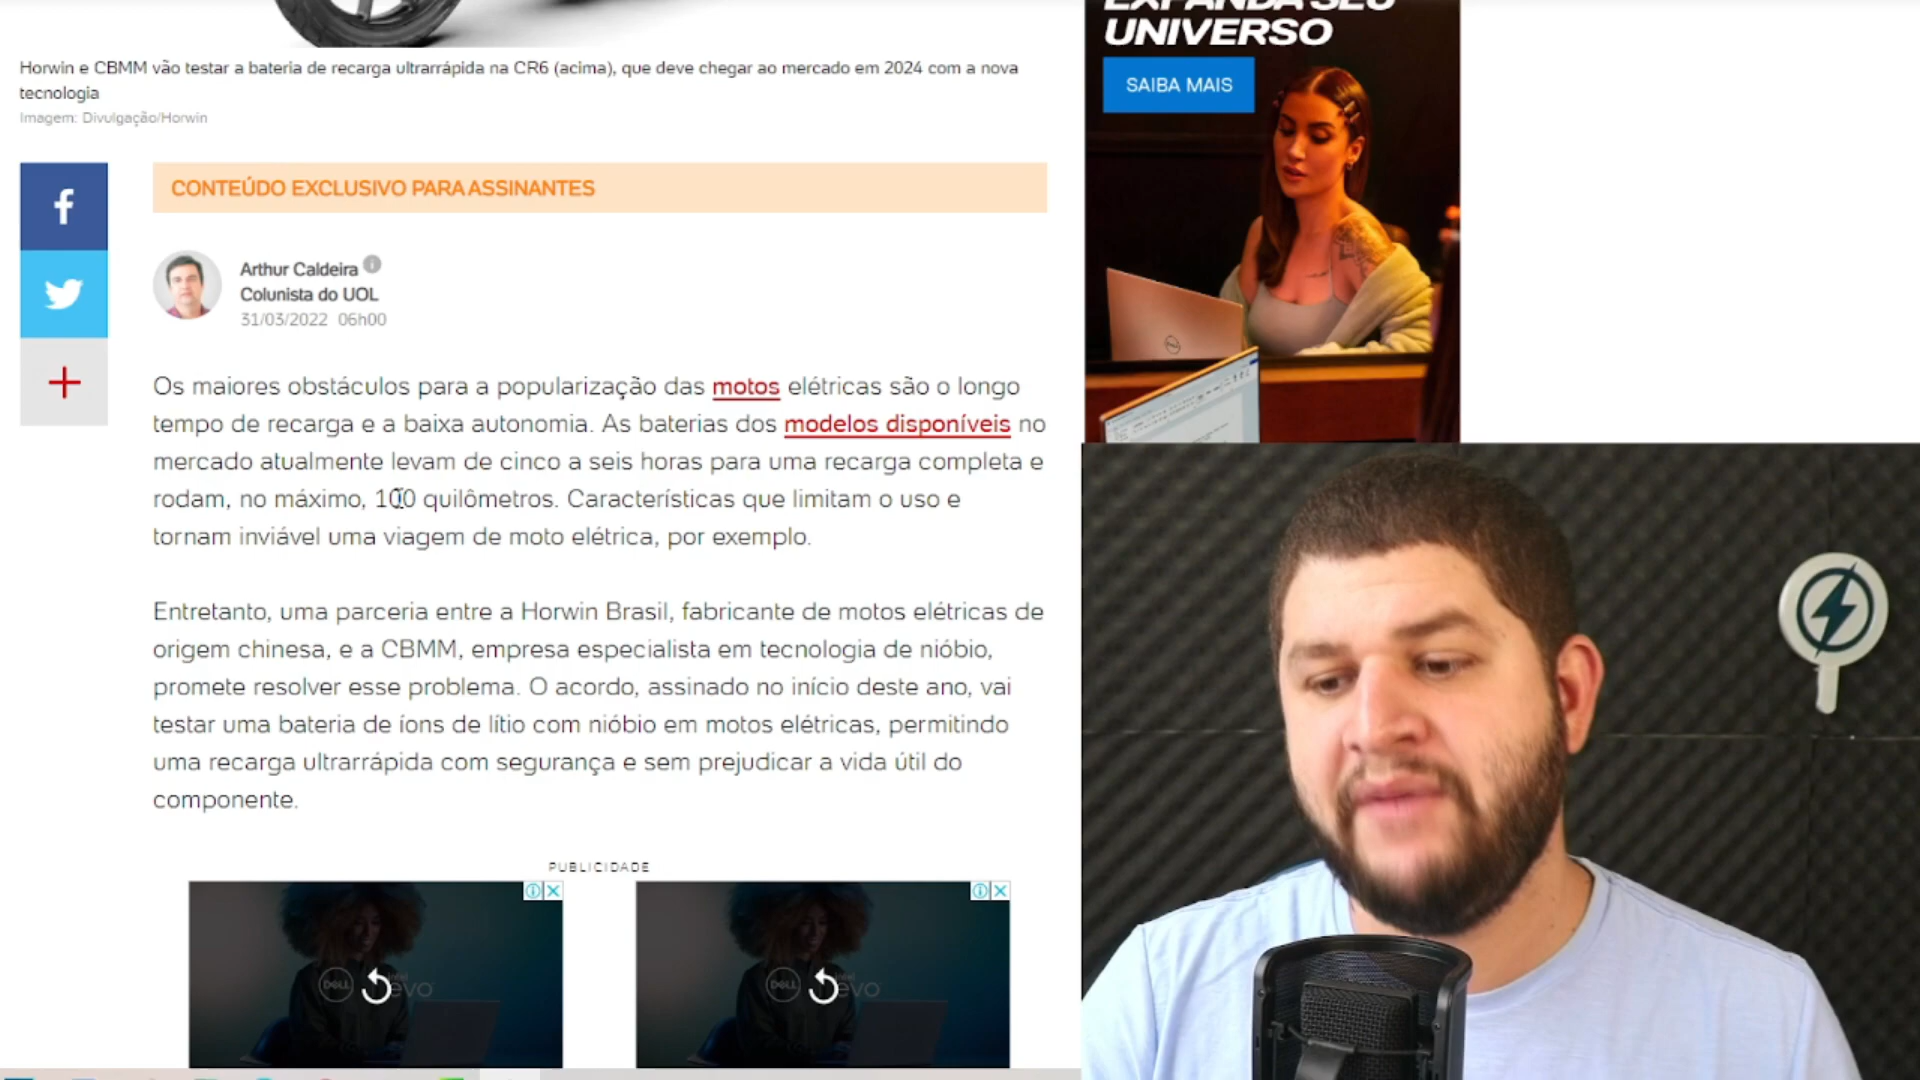 EXPANDA SEU
UNIVERSO
SAIBA MAIS
Horwin e CBMM vão testar a bateria de recarga ultrarrápida na CR6 (acima), que deve chegar ao mercado em 2024 com a nova
tecnologia
Imagem: Divulgação/Horwin
CONTEÚDO EXCLUSIVO PARA ASSINANTES
Arthur Caldeira
Colunista do UOL
31/03/2022 06h00
Os maiores obstáculos para a popularização das motos elétricas são o longo
tempo de recarga e a baixa autonomia. As baterias dos modelos disponíveis no
mercado atualmente levam de cinco a seis horas para uma recarga completa e
rodam, no máximo, 100 quilômetros. Características que limitam o uso e
tornam inviável uma viagem de moto elétrica, por exemplo.
Entretanto, uma parceria entre a Horwin Brasil, fabricante de motos elétricas de
origem chinesa, e a CBMM, empresa especialista em tecnologia de nióbio,
promete resolver esse problema. O acordo, assinado no início deste ano, vai
testar uma bateria de íons de lítio com nióbio em motos elétricas, permitindo
uma recarga ultrarrápida com segurança e sem prejudicar a vida útil do
componente.
PUBLICIDADE
DELL evo
DELL evo